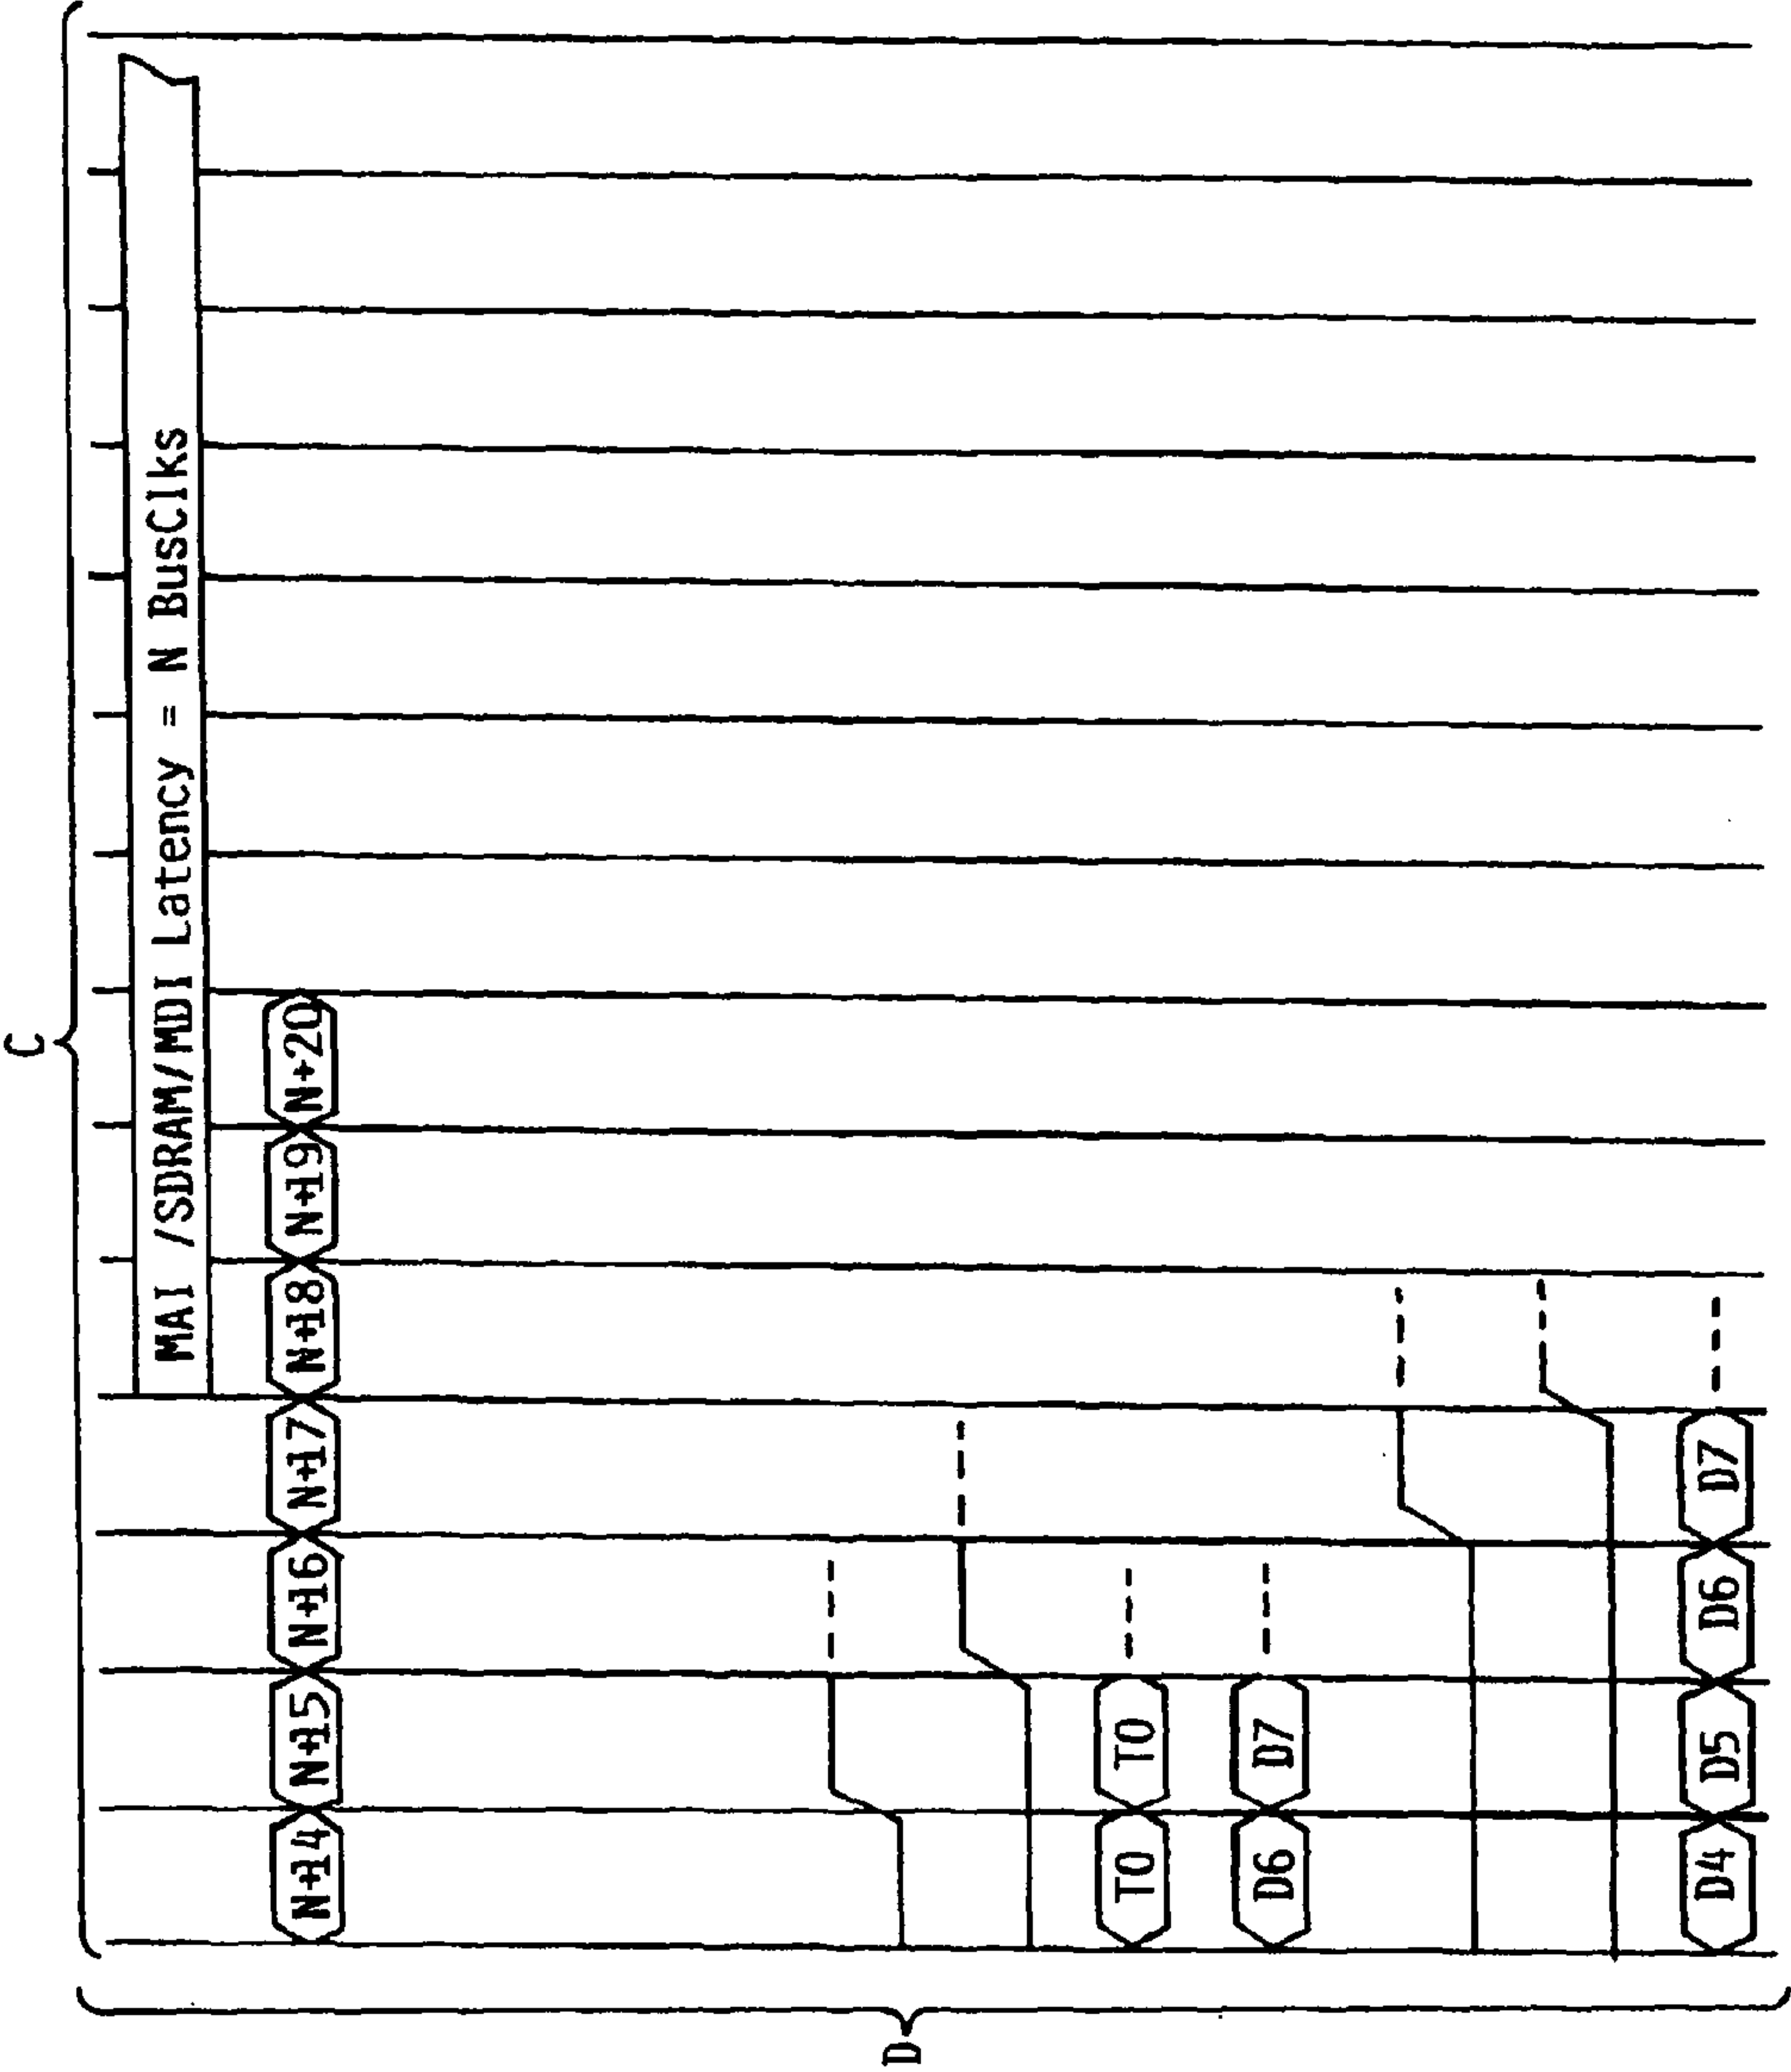 C
MAI /SDRAM/MDI Latency = N BusClks
N+14 N+15 N+16 N+17 N+18 N+19 N+20
D
T0 T0
D6 D7
D4 D5 D6 D7